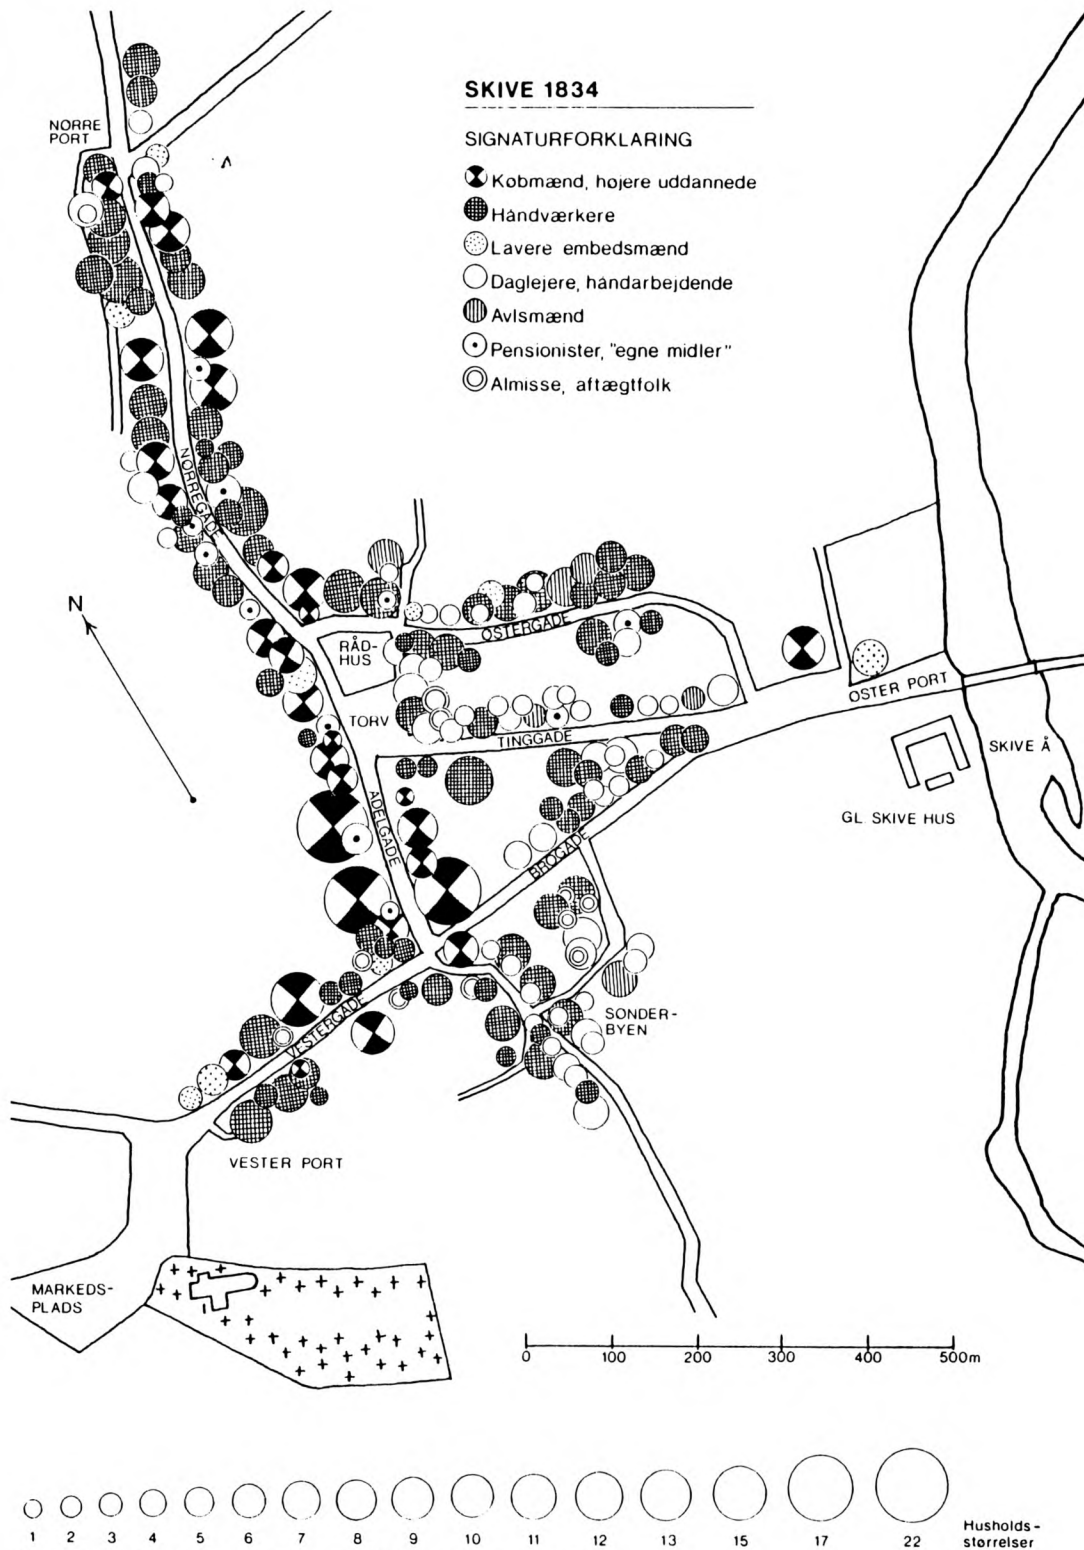 SKIVE 1834
SIGNATURFORKLARING
Købmænd, højere uddannede
Håndværkere
Lavere embedsmænd
Daglejere, håndarbejdende
Avlsmænd
Pensionister, "egne midler"
Almisse, aftægtfolk
NØRRE
PORT
NØRREGADE
N
RÅD-
HUS
ØSTERGADE
TORV
TINGGADE
ØSTER PORT
SKIVE Å
GL SKIVE HUS
ADELGADE
BROGADE
SØNDER-
BYEN
VESTERGADE
VESTER PORT
MARKEDS-
PLADS
0 100 200 300 400 500m
1 2 3 4 5 6 7 8 9 10 11 12 13 15 17 22
Husholds-
størrelser